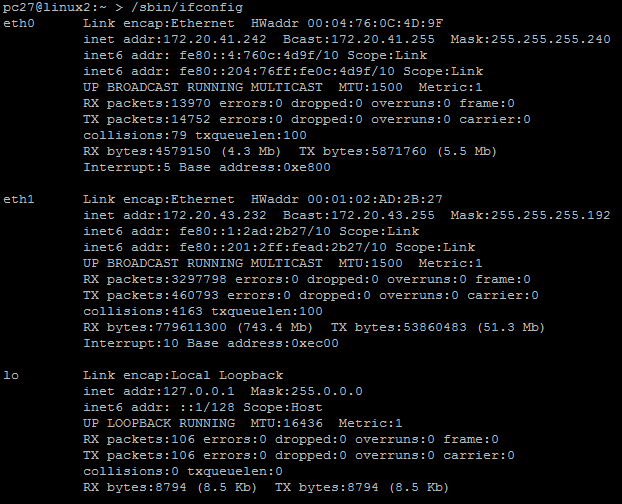 pc27@linux2:~ > /sbin/ifconfig
eth0 Link encap:Ethernet HWaddr 00:04:76:0C:4D:9F
inet addr:172.20.41.242 Bcast:172.20.41.255 Mask:255.255.255.240
inet6 addr: fe80::4:760c:4d9f/10 Scope:Link
inet6 addr: fe80::204:76ff:fe0c:4d9f/10 Scope:Link
UP BROADCAST RUNNING MULTICAST MTU:1500 Metric:1
RX packets:13970 errors:0 dropped:0 overruns:0 frame:0
TX packets:14752 errors:0 dropped:0 overruns:0 carrier:0
collisions:79 txqueuelen:100
RX bytes:4579150 (4.3 Mb) TX bytes:5871760 (5.5 Mb)
Interrupt:5 Base address:0xe800
eth1 Link encap:Ethernet HWaddr 00:01:02:AD:2B:27
inet addr:172.20.43.232 Bcast:172.20.43.255 Mask:255.255.255.192
inet6 addr: fe80::1:2ad:2b27/10 Scope:Link
inet6 addr: fe80::201:2ff:fead:2b27/10 Scope:Link
UP BROADCAST RUNNING MULTICAST MTU:1500 Metric:1
RX packets:3297798 errors:0 dropped:0 overruns:0 frame:0
TX packets:460793 errors:0 dropped:0 overruns:0 carrier:0
collisions:4163 txqueuelen:100
RX bytes:779611300 (743.4 Mb) TX bytes:53860483 (51.3 Mb)
Interrupt:10 Base address:0xec00
lo Link encap:Local Loopback
inet addr:127.0.0.1 Mask:255.0.0.0
inet6 addr: ::1/128 Scope:Host
UP LOOPBACK RUNNING MTU:16436 Metric:1
RX packets:106 errors:0 dropped:0 overruns:0 frame:0
TX packets:106 errors:0 dropped:0 overruns:0 carrier:0
collisions:0 txqueuelen:0
RX bytes:8794 (8.5 Kb) TX bytes:8794 (8.5 Kb)